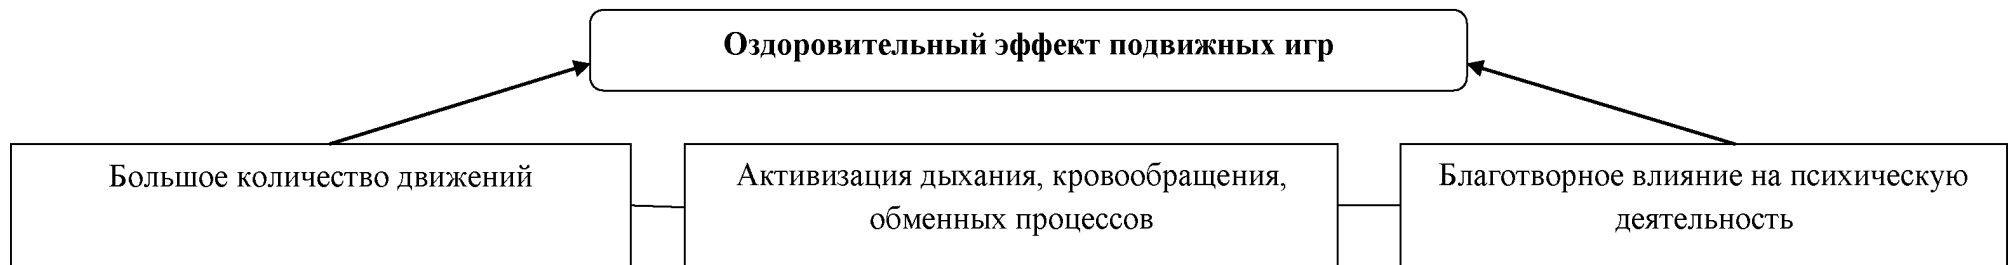 Оздоровительный эффект подвижных игр
Большое количество движений
Активизация дыхания, кровообращения,
обменных процессов
Благотворное влияние на психическую
деятельность